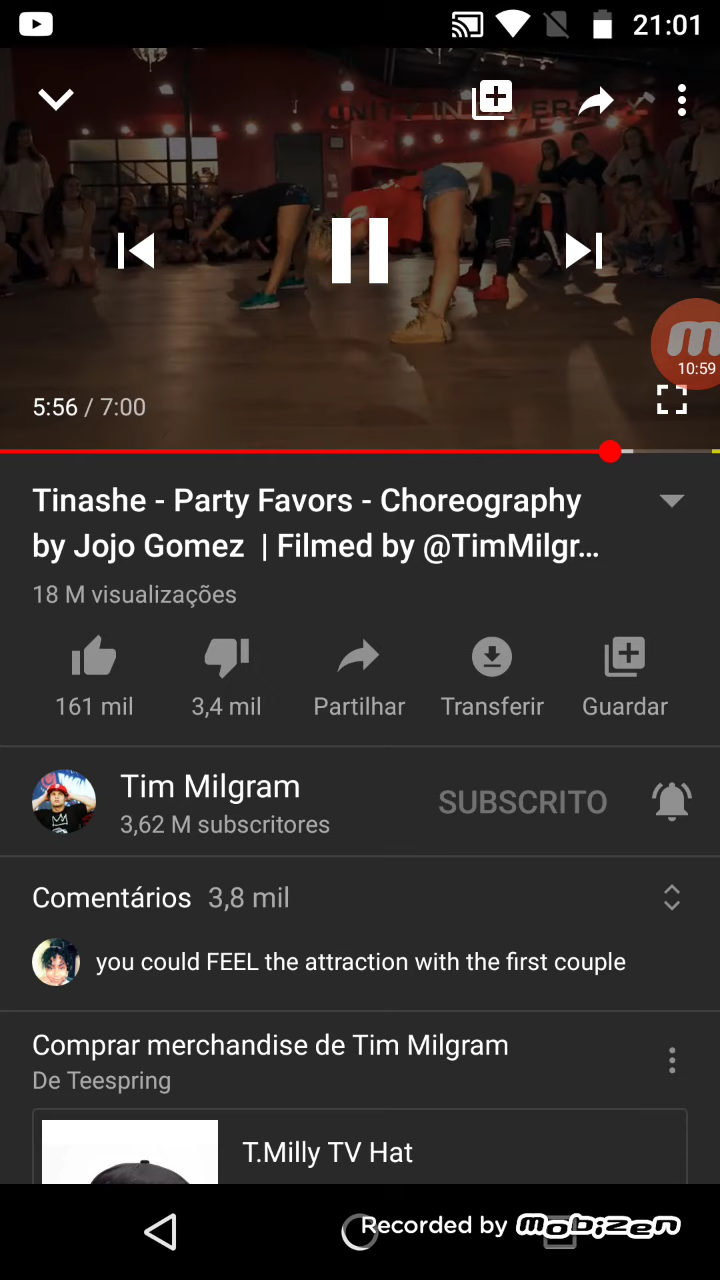 21:01
UNITY IN DIVERSITY
10:59
5:56 / 7:00
Tinashe - Party Favors - Choreography
by Jojo Gomez | Filmed by @TimMilgr...
18 M visualizações
161 mil
3,4 mil
Partilhar
Transferir
Guardar
Tim Milgram
3,62 M subscritores
SUBSCRITO
Comentários 3,8 mil
you could FEEL the attraction with the first couple
Comprar merchandise de Tim Milgram
De Teespring
T.Milly TV Hat
Recorded by mobizen